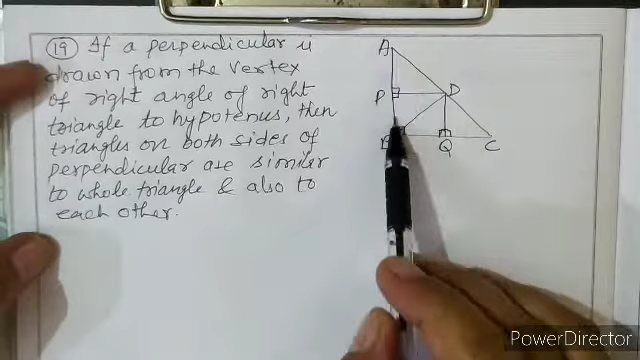 19 If a perpendicular is
drawn from the vertex
of right angle of right
triangle to hypotenus, then
triangles on both sides of
perpendicular are similar
to whole triangle & also to
each other.
A
P
D
B
Q
C
PowerDirector